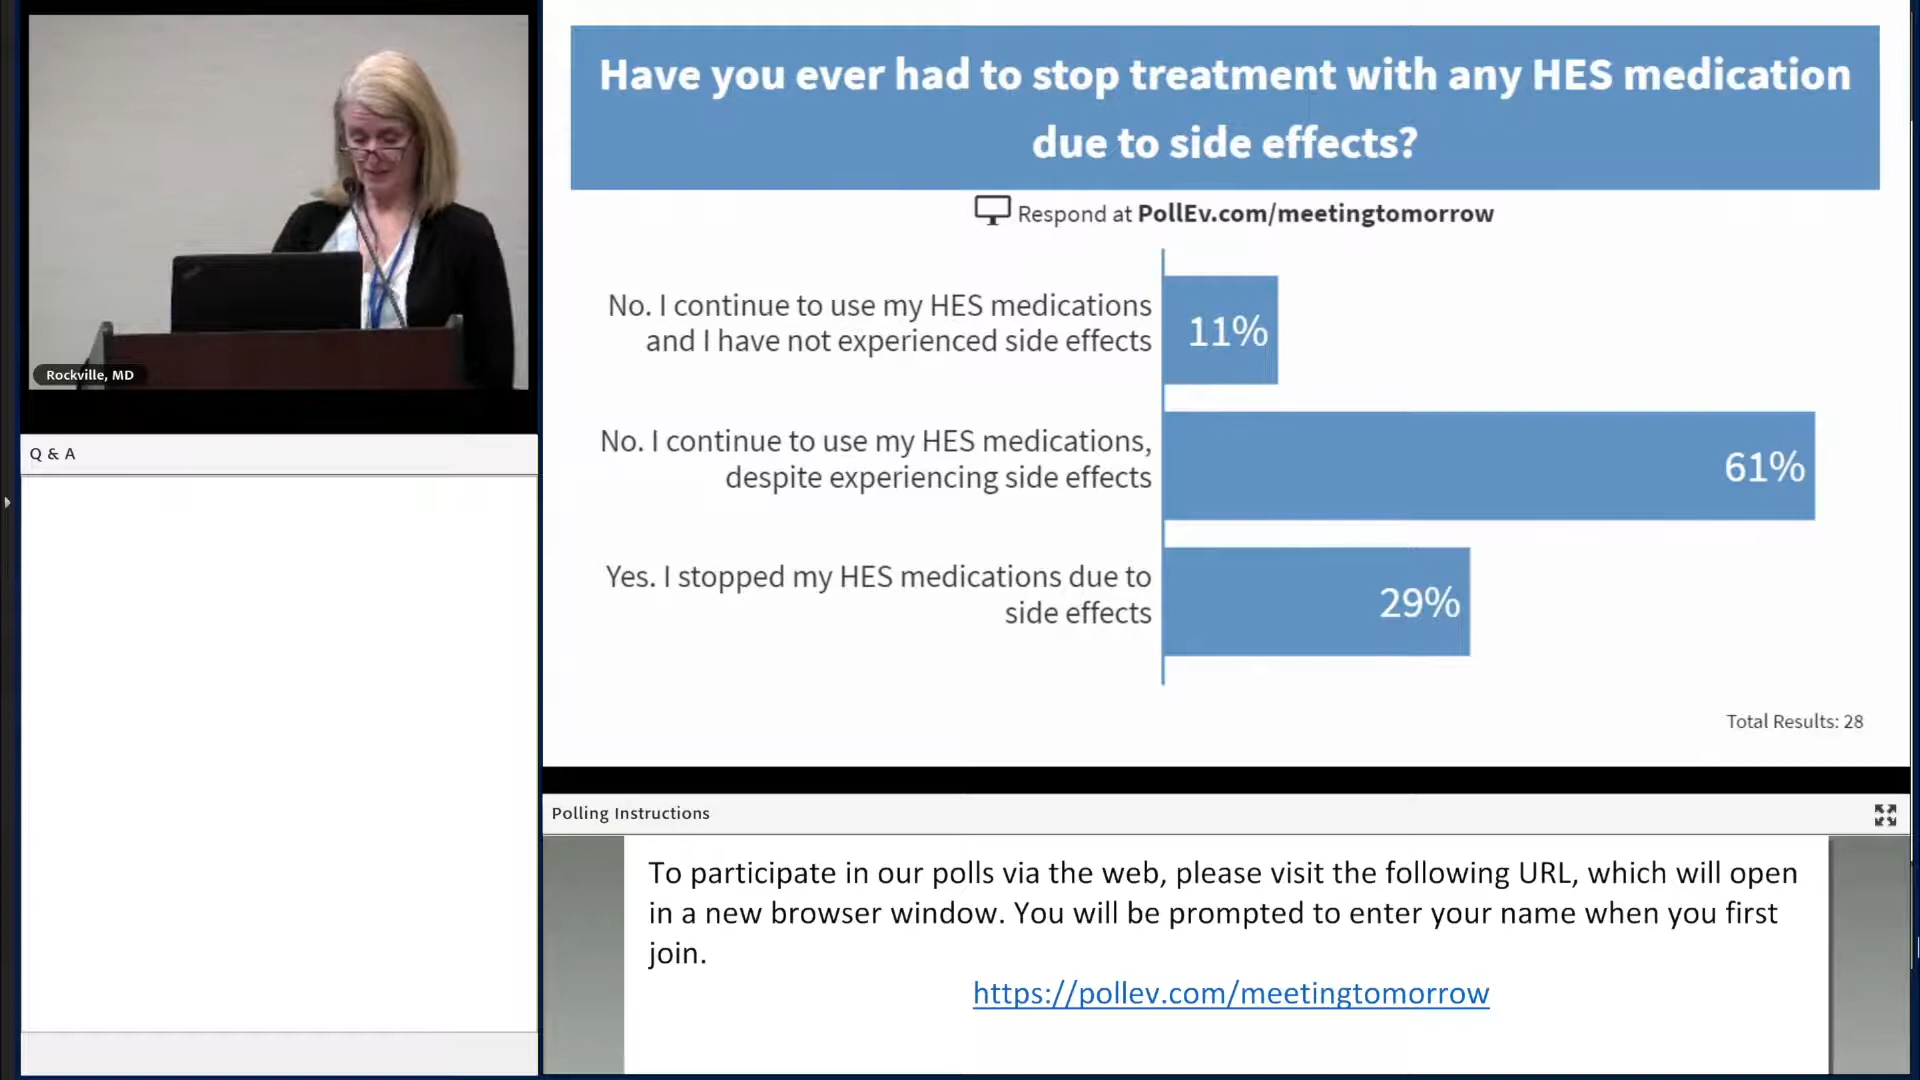 Rockville, MD
Q & A
Have you ever had to stop treatment with any HES medication
due to side effects?
Respond at PollEv.com/meetingtomorrow
No. I continue to use my HES medications
and I have not experienced side effects
11%
No. I continue to use my HES medications,
despite experiencing side effects
61%
Yes. I stopped my HES medications due to
side effects
29%
Total Results: 28
Polling Instructions
To participate in our polls via the web, please visit the following URL, which will open
in a new browser window. You will be prompted to enter your name when you first
join.
https://pollev.com/meetingtomorrow